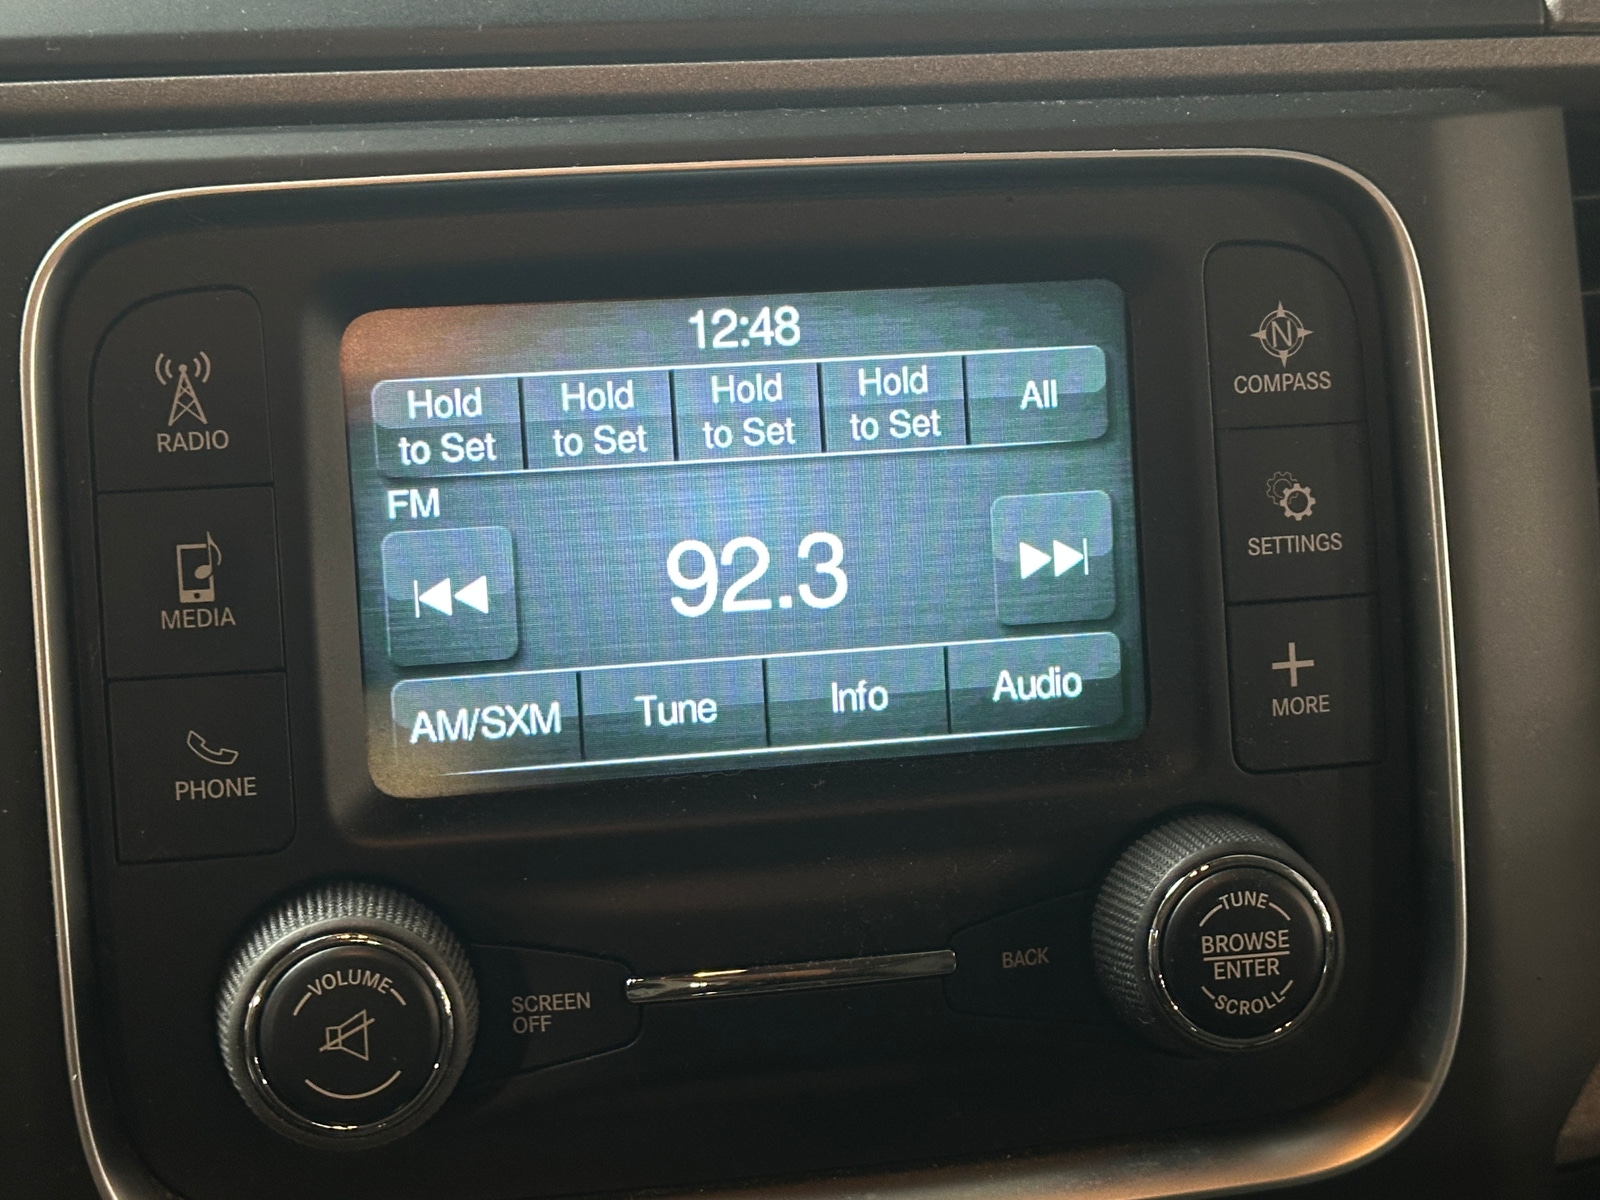 12:48
Hold to Set
Hold to Set
Hold to Set
Hold to Set
All
FM
92.3
AM/SXM
Tune
Info
Audio
RADIO
MEDIA
PHONE
N
COMPASS
SETTINGS
MORE
VOLUME
SCREEN
OFF
BACK
TUNE
BROWSE
ENTER
SCROLL